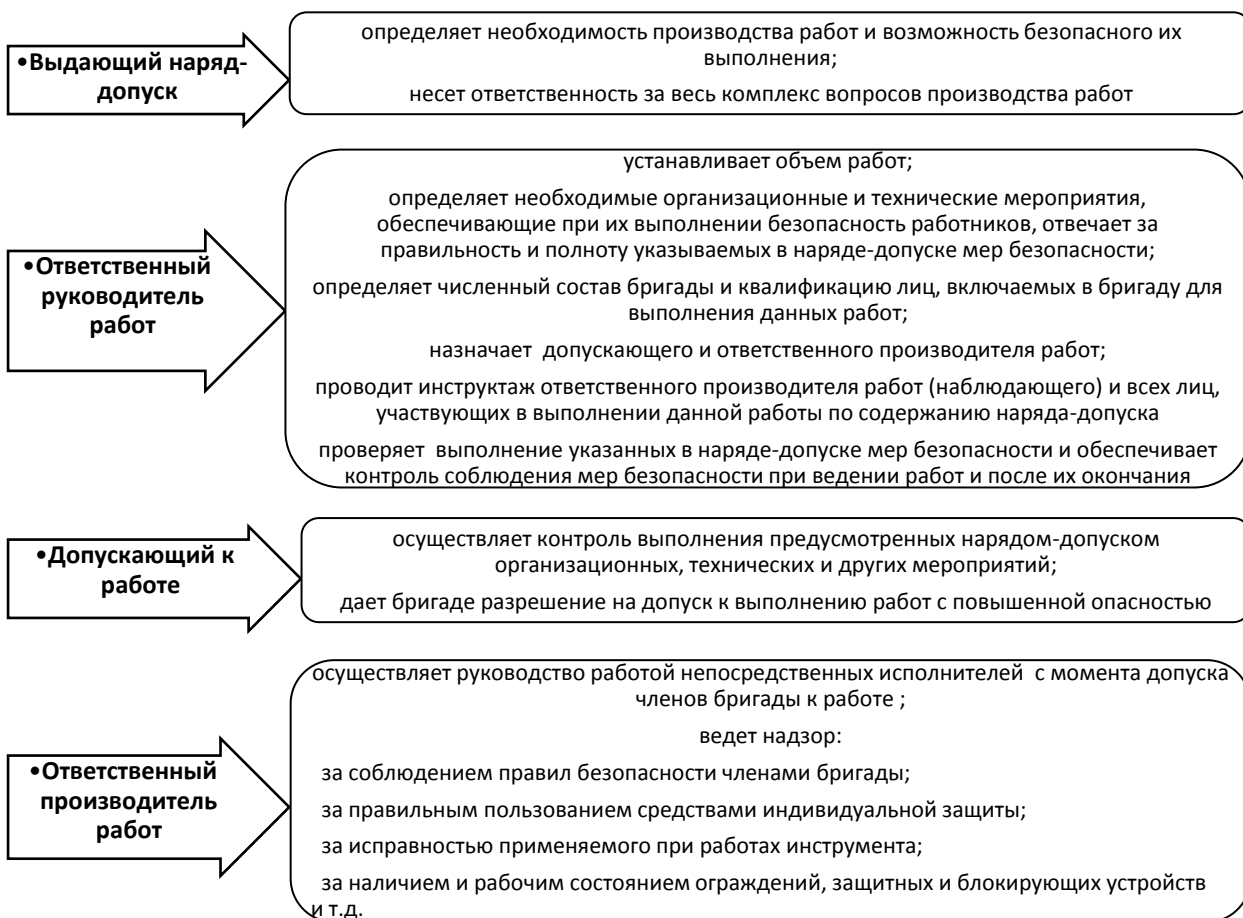 •Выдающий наряд-
допуск
определяет необходимость производства работ и возможность безопасного их
выполнения;
несет ответственность за весь комплекс вопросов производства работ
•Ответственный
руководитель
работ
устанавливает объем работ;
определяет необходимые организационные и технические мероприятия,
обеспечивающие при их выполнении безопасность работников, отвечает за
правильность и полноту указываемых в наряде-допуске мер безопасности;
определяет численный состав бригады и квалификацию лиц, включаемых в бригаду для
выполнения данных работ;
назначает допускающего и ответственного производителя работ;
проводит инструктаж ответственного производителя работ (наблюдающего) и всех лиц,
участвующих в выполнении данной работы по содержанию наряда-допуска
проверяет выполнение указанных в наряде-допуске мер безопасности и обеспечивает
контроль соблюдения мер безопасности при ведении работ и после их окончания
•Допускающий к
работе
осуществляет контроль выполнения предусмотренных нарядом-допуском
организационных, технических и других мероприятий;
дает бригаде разрешение на допуск к выполнению работ с повышенной опасностью
•Ответственный
производитель
работ
осуществляет руководство работой непосредственных исполнителей с момента допуска
членов бригады к работе ;
ведет надзор:
за соблюдением правил безопасности членами бригады;
за правильным пользованием средствами индивидуальной защиты;
за исправностью применяемого при работах инструмента;
за наличием и рабочим состоянием ограждений, защитных и блокирующих устройств
и т.д.